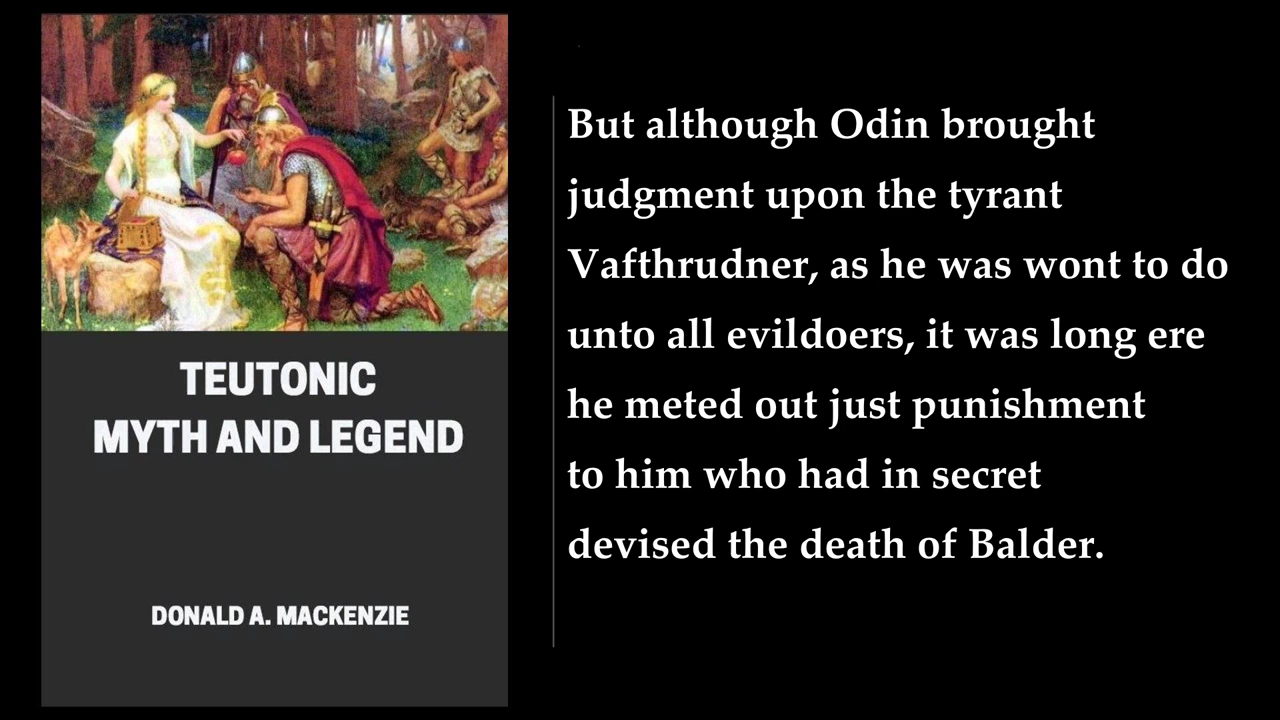 TEUTONIC
MYTH AND LEGEND
DONALD A. MACKENZIE
But although Odin brought
judgment upon the tyrant
Vafthrudner, as he was wont to do
unto all evildoers, it was long ere
he meted out just punishment
to him who had in secret
devised the death of Balder.